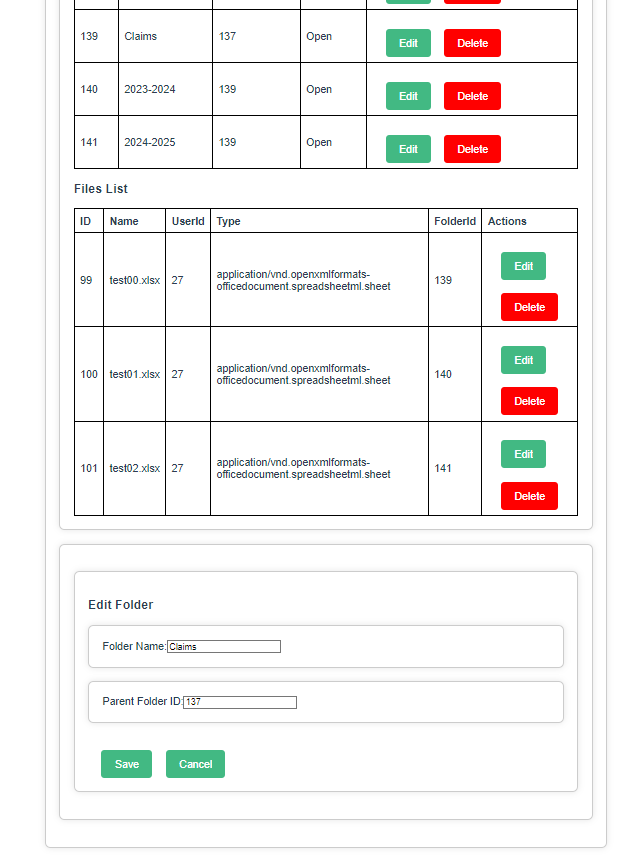 139 Claims 137 Open Edit Delete
140 2023-2024 139 Open Edit Delete
141 2024-2025 139 Open Edit Delete
Files List
ID Name UserId Type FolderId Actions
99 test00.xlsx 27 application/vnd.openxmlformats-
officedocument.spreadsheetml.sheet 139 Edit
Delete
100 test01.xlsx 27 application/vnd.openxmlformats-
officedocument.spreadsheetml.sheet 140 Edit
Delete
101 test02.xlsx 27 application/vnd.openxmlformats-
officedocument.spreadsheetml.sheet 141 Edit
Delete
Edit Folder
Folder Name: Claims
Parent Folder ID: 137
Save Cancel